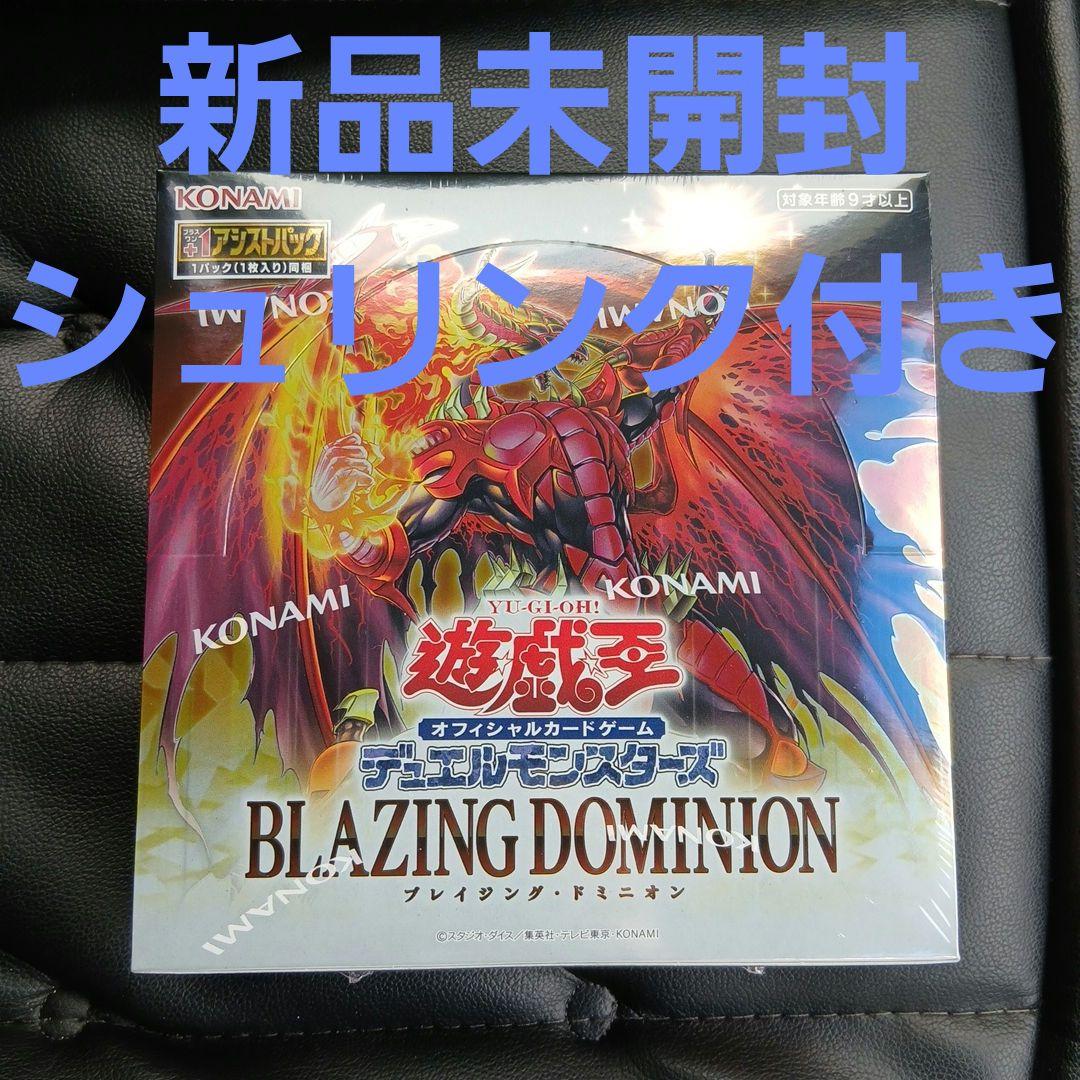 新品未開封
KONAMI
対象年齢9才以上
プラスワン
+1アシストパック
1パック(1枚入り)同梱
シュリンク付き
KONAMI
KONAMI
KONAMI
KONAMI
YU-GI-OH!
遊戯王
オフィシャルカードゲーム
デュエルモンスターズ
BLAZING DOMINION
KONAMI
KONAMI
ブレイジング・ドミニオン
©スタジオ・ダイス/集英社・テレビ東京・KONAMI